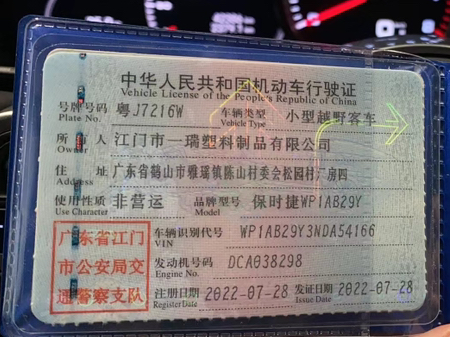 中华人民共和国机动车行驶证
Vehicle License of the People's Republic of China
号牌号码 粤J7216W 车辆类型 小型越野客车
Plate No. Vehicle Type
所有人 江门市一瑞塑料制品有限公司
Owner
住址 广东省鹤山市雅瑶镇陈山村委会松园村厂房四
Address
使用性质 非营运 品牌型号 保时捷WP1AB29Y
Use Character Model
广东省江门
市公安局交
通警察支队
车辆识别代号 WP1AB29Y3NDA54166
VIN
发动机号码 DCA038298
Engine No.
注册日期 2022-07-28 发证日期 2022-07-28
Register Date Issue Date